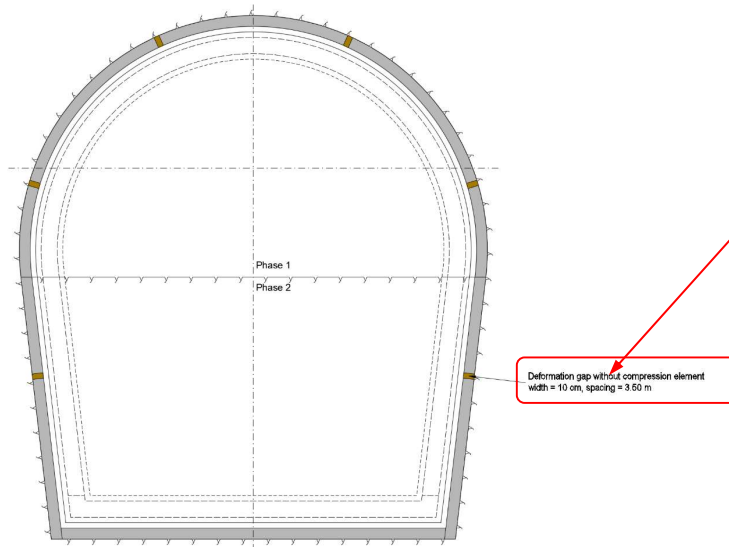 Phase 1
Phase 2
Deformation gap without compression element
width = 10 cm, spacing = 3.50 m